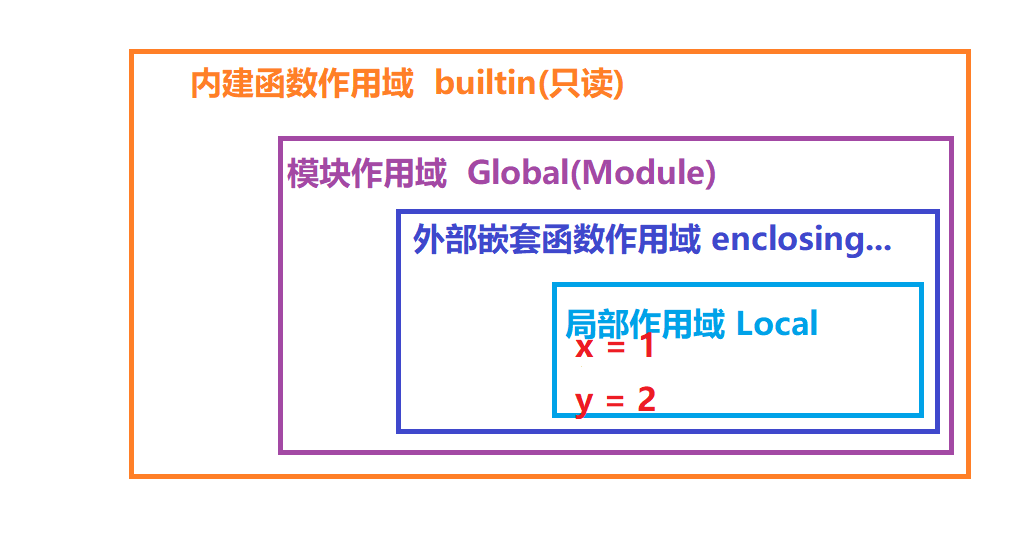 内建函数作用域 builtin(只读)
模块作用域 Global(Module)
外部嵌套函数作用域 enclosing...
局部作用域 Local
x = 1
y = 2